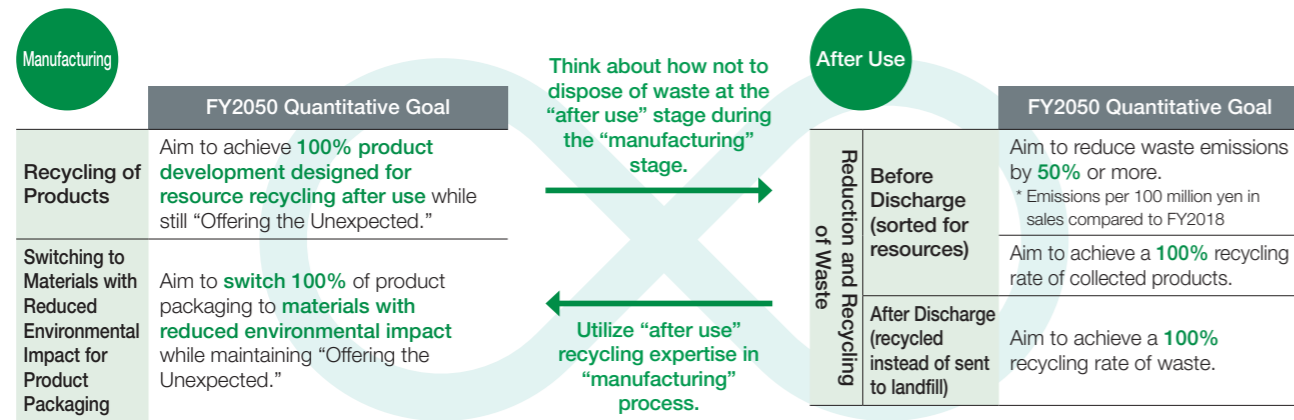 Manufacturing
FY2050 Quantitative Goal
Recycling of
Products
Aim to achieve 100% product
development designed for
resource recycling after use while
still “Offering the Unexpected.”
Switching to
Materials with
Reduced
Environmental
Impact for
Product
Packaging
Aim to switch 100% of product
packaging to materials with
reduced environmental impact
while maintaining “Offering the
Unexpected.”
Think about how not to
dispose of waste at the
“after use” stage during
the “manufacturing”
stage.
Utilize “after use”
recycling expertise in
“manufacturing”
process.
After Use
FY2050 Quantitative Goal
Reduction and Recycling
of Waste
Before
Discharge
(sorted for
resources)
Aim to reduce waste emissions
by 50% or more.
* Emissions per 100 million yen in
sales compared to FY2018
Aim to achieve a 100% recycling
rate of collected products.
After Discharge
(recycled
instead of sent
to landfill)
Aim to achieve a 100%
recycling rate of waste.